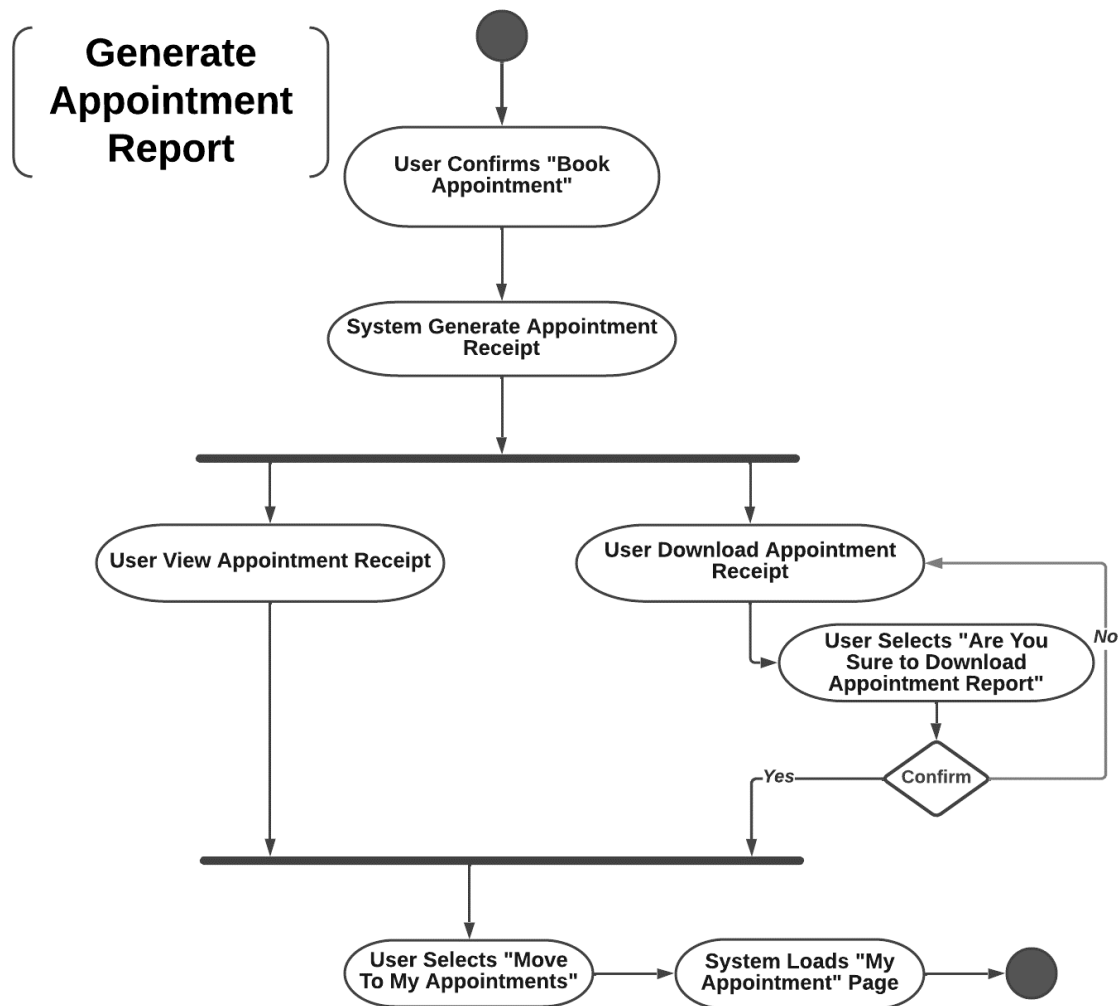 Generate
Appointment
Report
User Confirms "Book
Appointment"
System Generate Appointment
Receipt
User View Appointment Receipt
User Download Appointment
Receipt
User Selects "Are You
Sure to Download
Appointment Report"
No
Confirm
Yes
User Selects "Move
To My Appointments"
System Loads "My
Appointment" Page